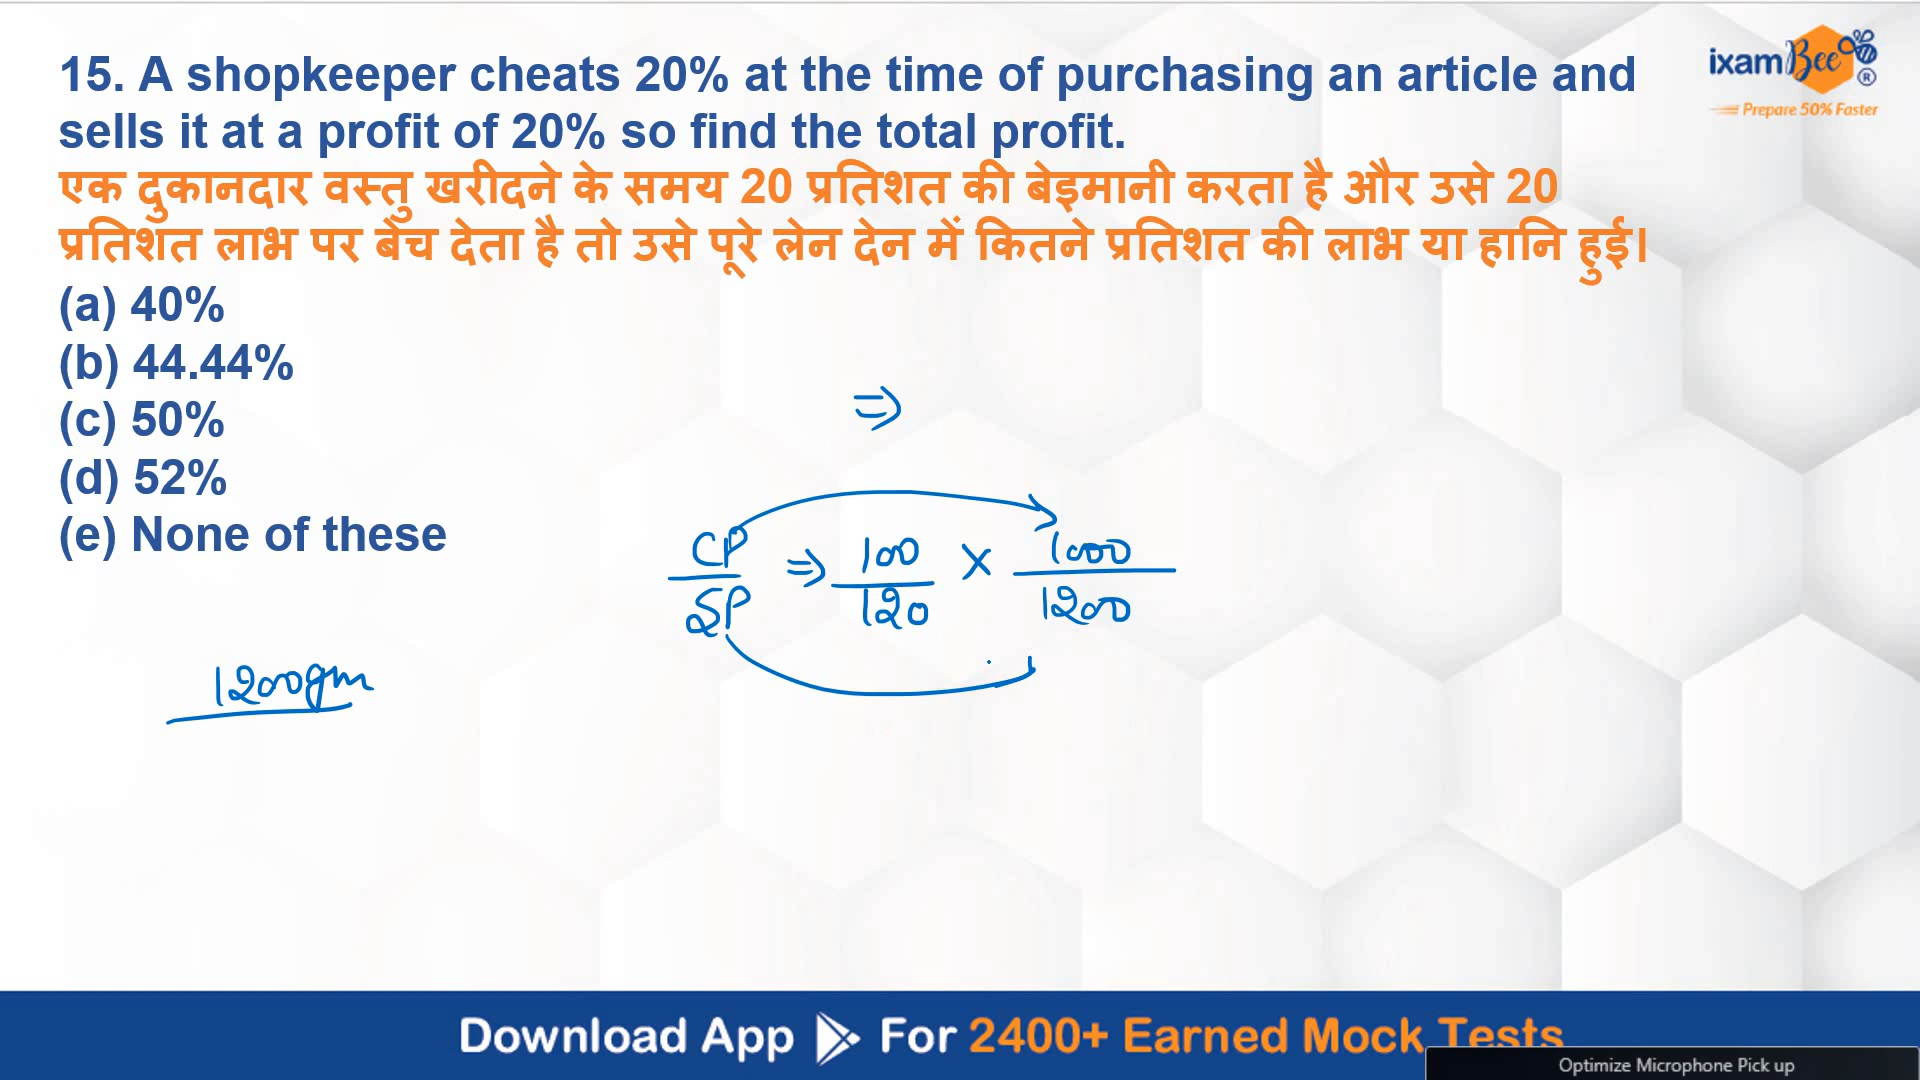 15. A shopkeeper cheats 20% at the time of purchasing an article and
sells it at a profit of 20% so find the total profit.
एक दुकानदार वस्तु खरीदने के समय 20 प्रतिशत की बेइमानी करता है और उसे 20
प्रतिशत लाभ पर बेच देता है तो उसे पूरे लेन देन में कितने प्रतिशत की लाभ या हानि हुई।
(a) 40%
(b) 44.44%
(c) 50%
(d) 52%
(e) None of these
ixamBee ®
Prepare 50% Faster
⇒
CP/SP ⇒ 100/120 × 1000/1200
1200gm
Download App For 2400+ Earned Mock Tests
Optimize Microphone Pick up